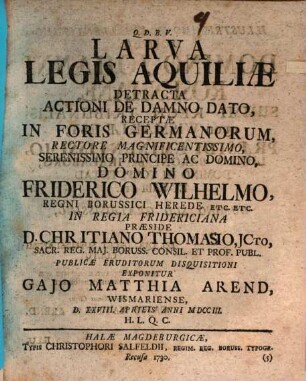 Q. D. B. V.
LARVA
LEGIS AQUILIÆ
DETRACTA
ACTIONI DE DAMNO DATO,
RECEPTÆ
IN FORIS GERMANORUM,
RECTORE MAGNIFICENTISSIMO,
SERENISSIMO PRINCIPE AC DOMINO,
DOMINO
FRIDERICO WILHELMO,
REGNI BORUSSICI HEREDE ETC. ETC.
IN REGIA FRIDERICIANA
PRÆSIDE
D. CHRISTIANO THOMASIO, JCto,
SACR. REG. MAJ. BORUSS. CONSIL. ET PROF. PUBL.
PUBLICÆ ERUDITORUM DISQUISITIONI
EXPONITUR
GAJO MATTHIA AREND,
WISMARIENSE,
D. XXVIII. APRILIS ANNI MDCCIII.
H. L. Q. C.
HALÆ MAGDEBURGICÆ,
TYPIS CHRISTOPHORI SALFELDII, REGIM. REG. BORUSS. TYPOGR.
Recusa 1730. (5)